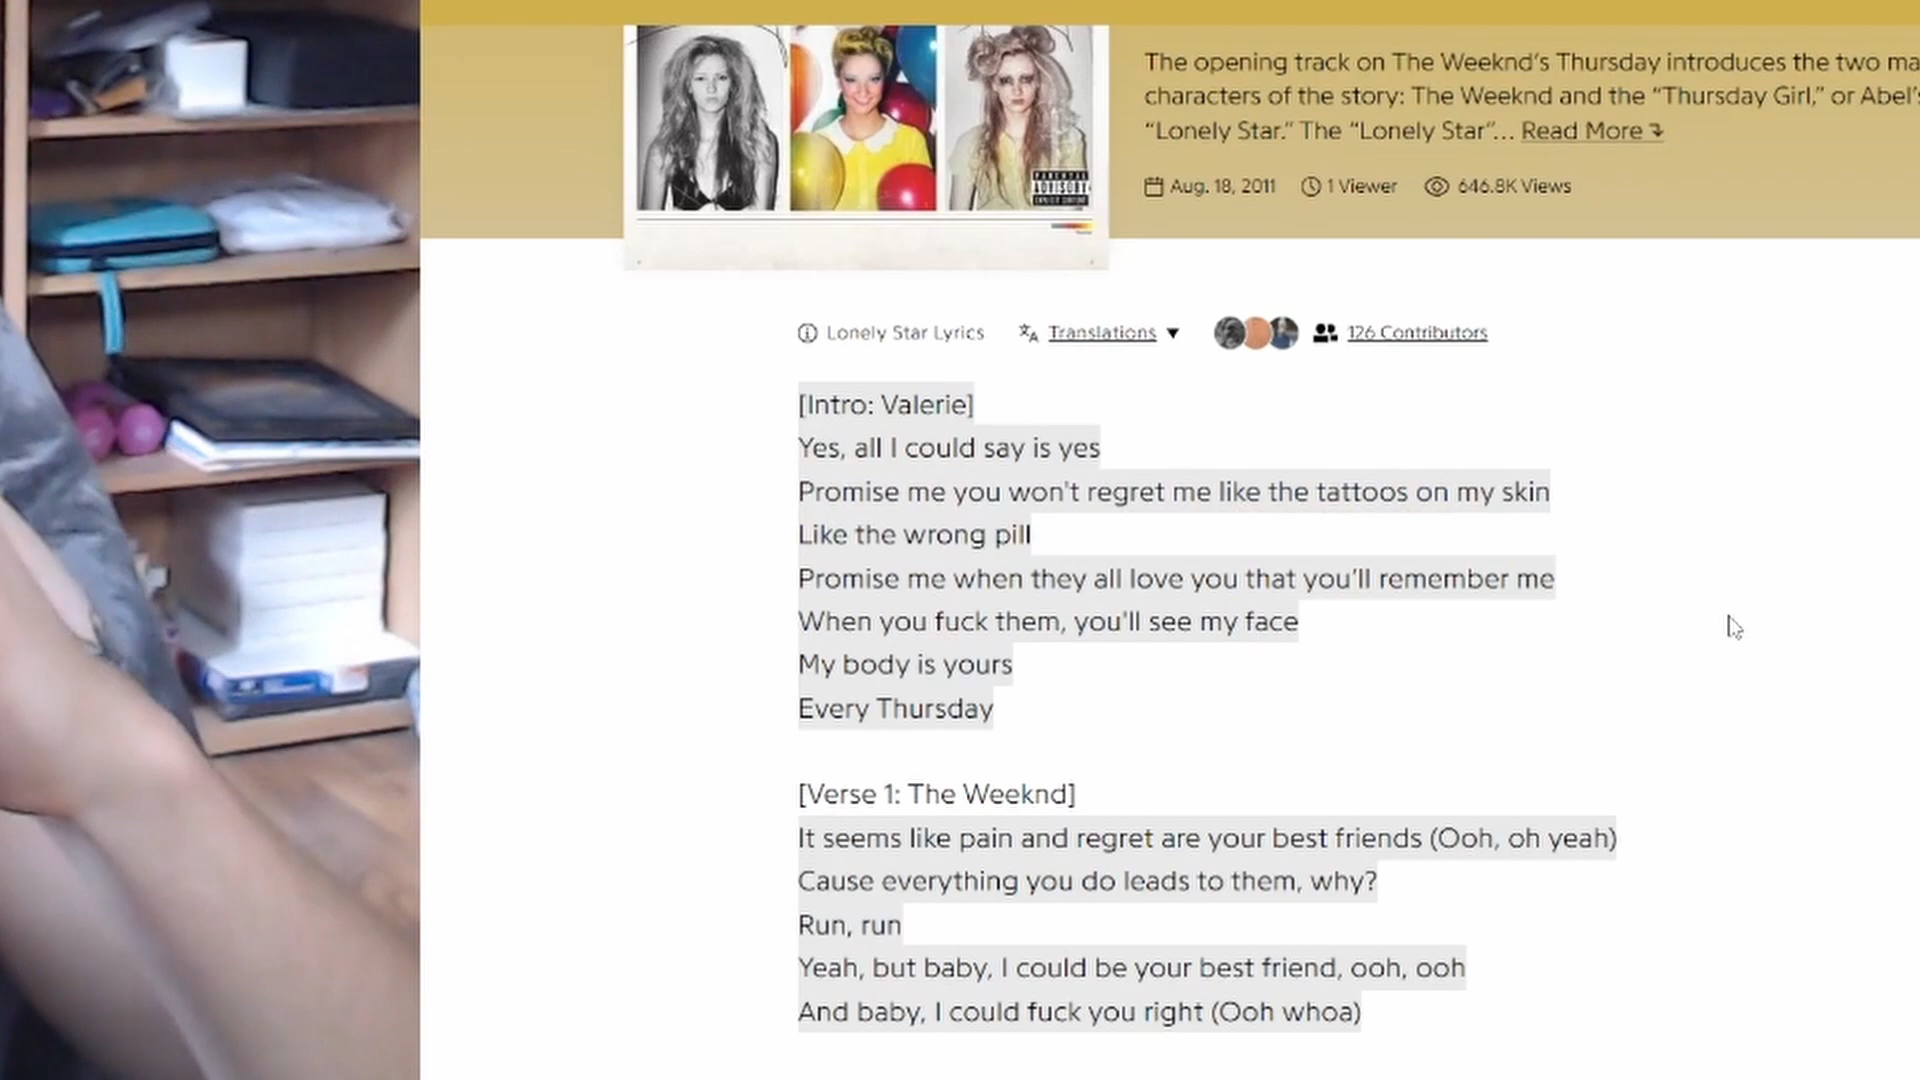 The opening track on The Weeknd’s Thursday introduces the two ma
characters of the story: The Weeknd and the “Thursday Girl,” or Abel’s
“Lonely Star.” The “Lonely Star”... Read More
Aug. 18, 2011 1 Viewer 646.8K Views
PARENTAL
ADVISORY
EXPLICIT CONTENT
Lonely Star Lyrics Translations 126 Contributors
[Intro: Valerie]
Yes, all I could say is yes
Promise me you won't regret me like the tattoos on my skin
Like the wrong pill
Promise me when they all love you that you’ll remember me
When you fuck them, you'll see my face
My body is yours
Every Thursday
[Verse 1: The Weeknd]
It seems like pain and regret are your best friends (Ooh, oh yeah)
Cause everything you do leads to them, why?
Run, run
Yeah, but baby, I could be your best friend, ooh, ooh
And baby, I could fuck you right (Ooh whoa)